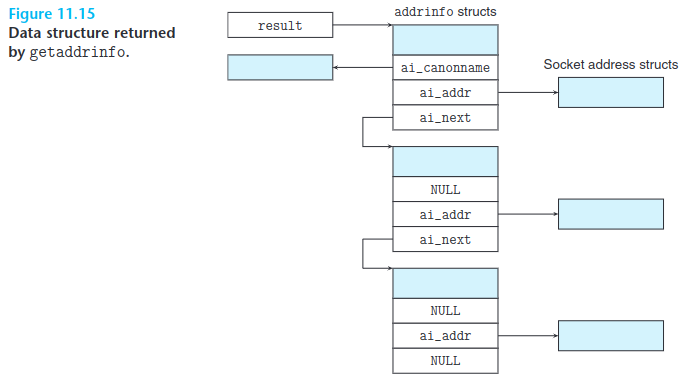 Figure 11.15
Data structure returned
by getaddrinfo.
result
addrinfo structs
ai_canonname
ai_addr
ai_next
Socket address structs
NULL
ai_addr
ai_next
NULL
ai_addr
NULL